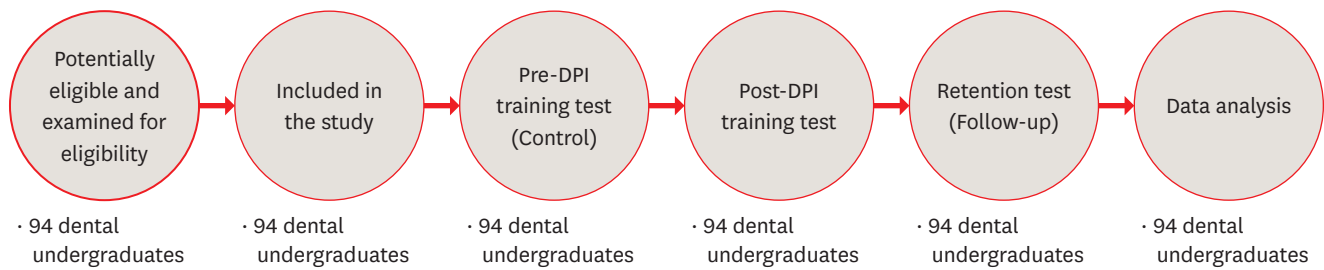 Potentially
eligible and
examined for
eligibility
Included in
the study
Pre-DPI
training test
(Control)
Post-DPI
training test
Retention test
(Follow-up)
Data analysis
· 94 dental
undergraduates
· 94 dental
undergraduates
· 94 dental
undergraduates
· 94 dental
undergraduates
· 94 dental
undergraduates
· 94 dental
undergraduates